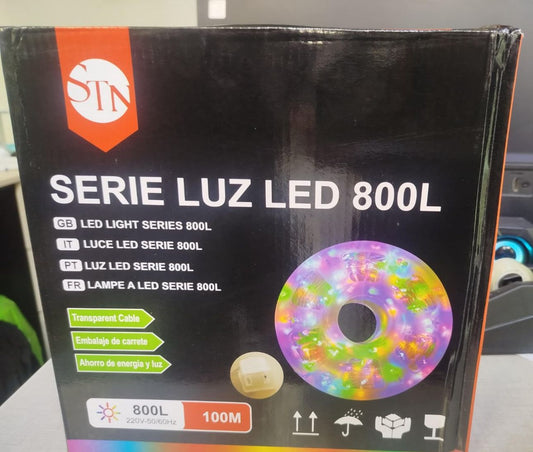 STN
SERIE LUZ LED 800L
GB LED LIGHT SERIES 800L
IT LUCE LED SERIE 800L
PT LUZ LED SERIE 800L
FR LAMPE A LED SERIE 800L
Transparent Cable
Embalaje de carrete
Ahorro de energia y luz
800L
220V-50/60Hz
100M